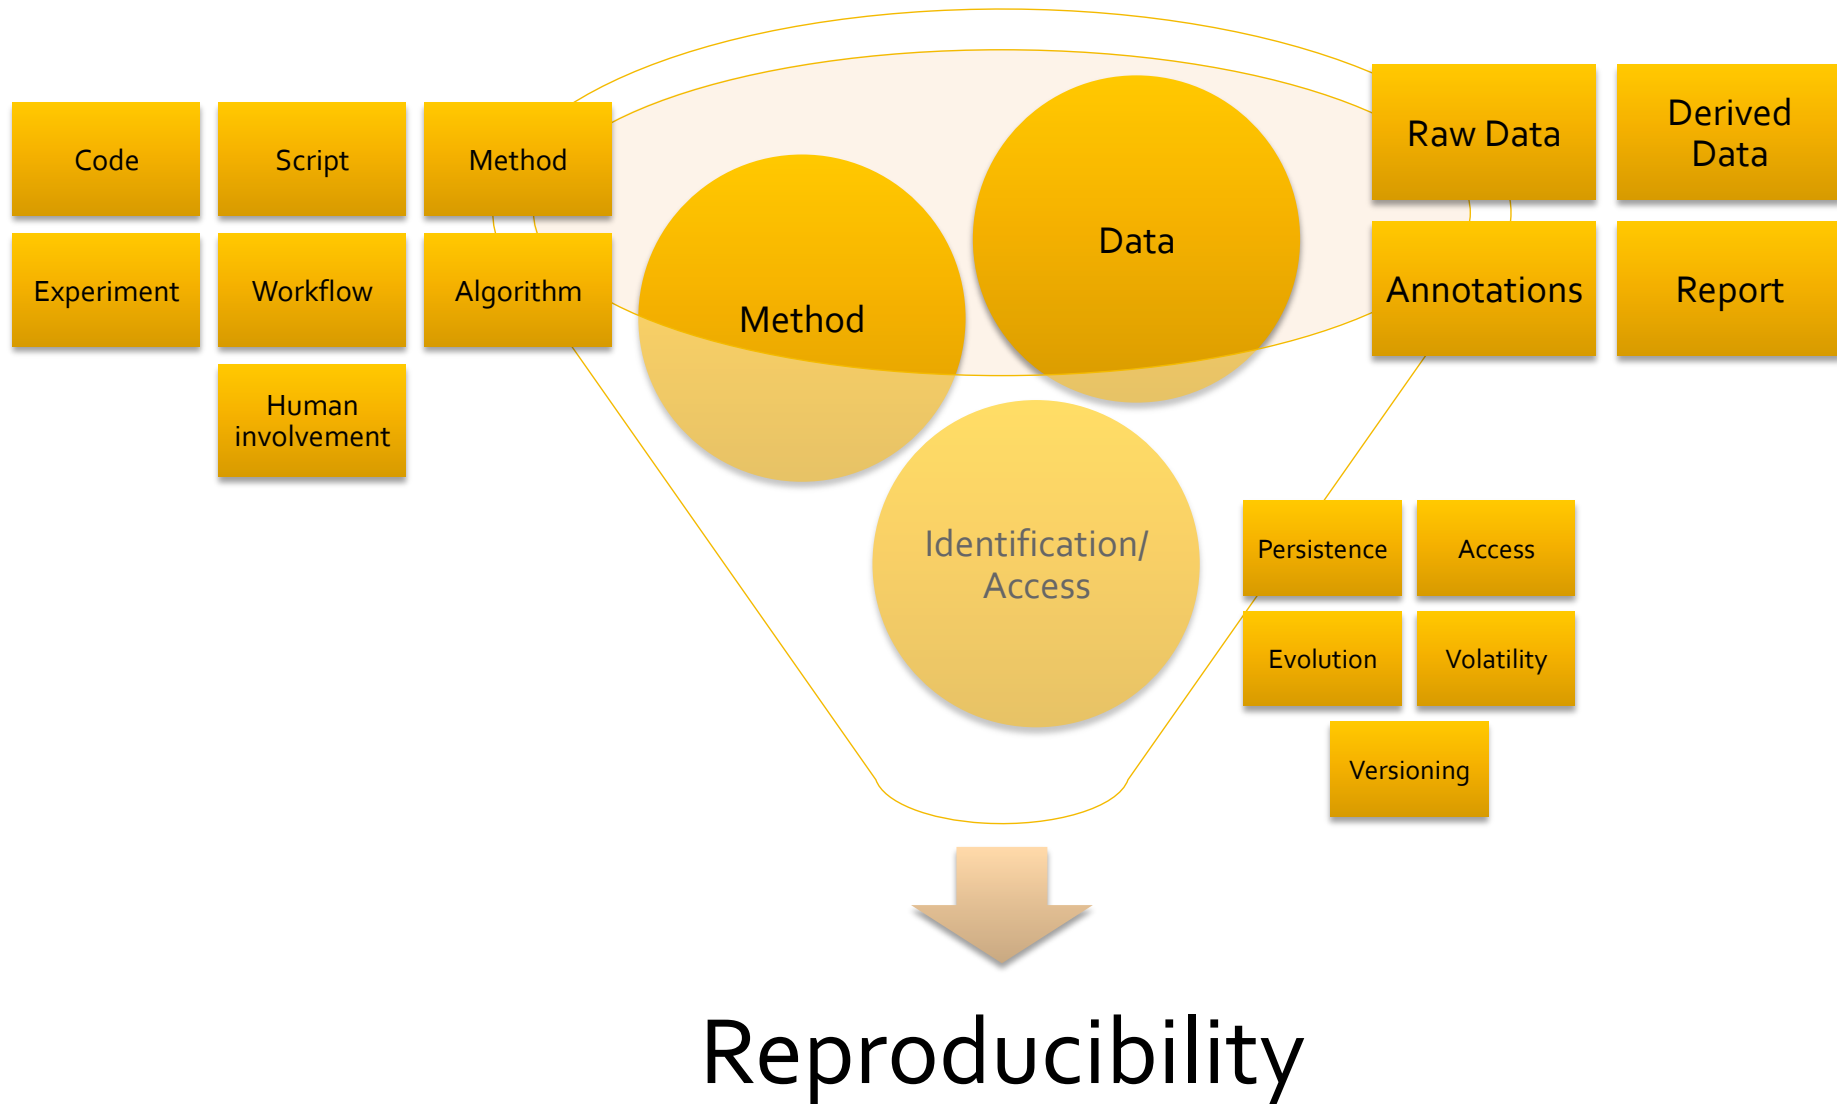 Code
Script
Method
Experiment
Workflow
Algorithm
Human
involvement
Method
Data
Identification/
Access
Raw Data
Derived
Data
Annotations
Report
Persistence
Access
Evolution
Volatility
Versioning
Reproducibility